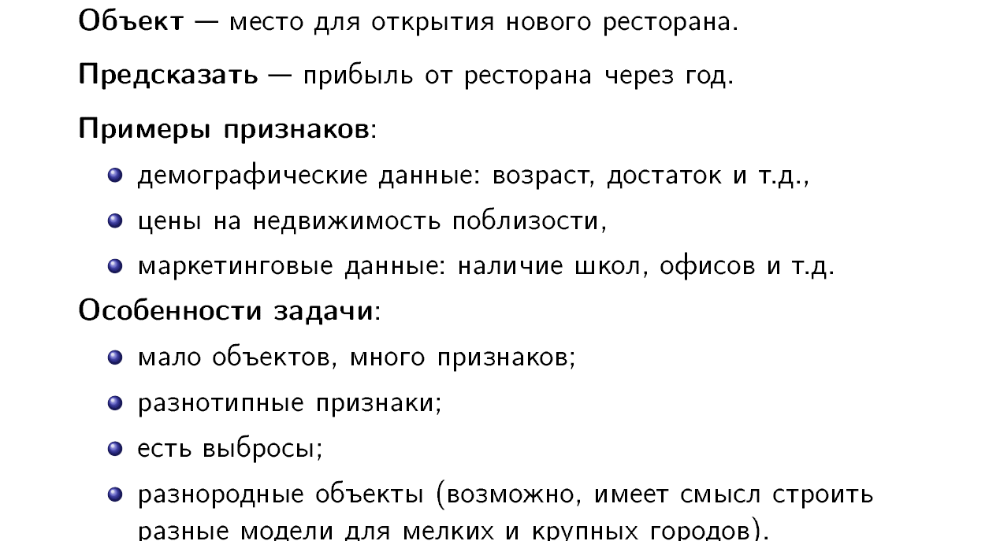 Объект — место для открытия нового ресторана.
Предсказать — прибыль от ресторана через год.
Примеры признаков:
демографические данные: возраст, достаток и т.д.,
цены на недвижимость поблизости,
маркетинговые данные: наличие школ, офисов и т.д.
Особенности задачи:
мало объектов, много признаков;
разнотипные признаки;
есть выбросы;
разнородные объекты (возможно, имеет смысл строить
разные модели для мелких и крупных городов).